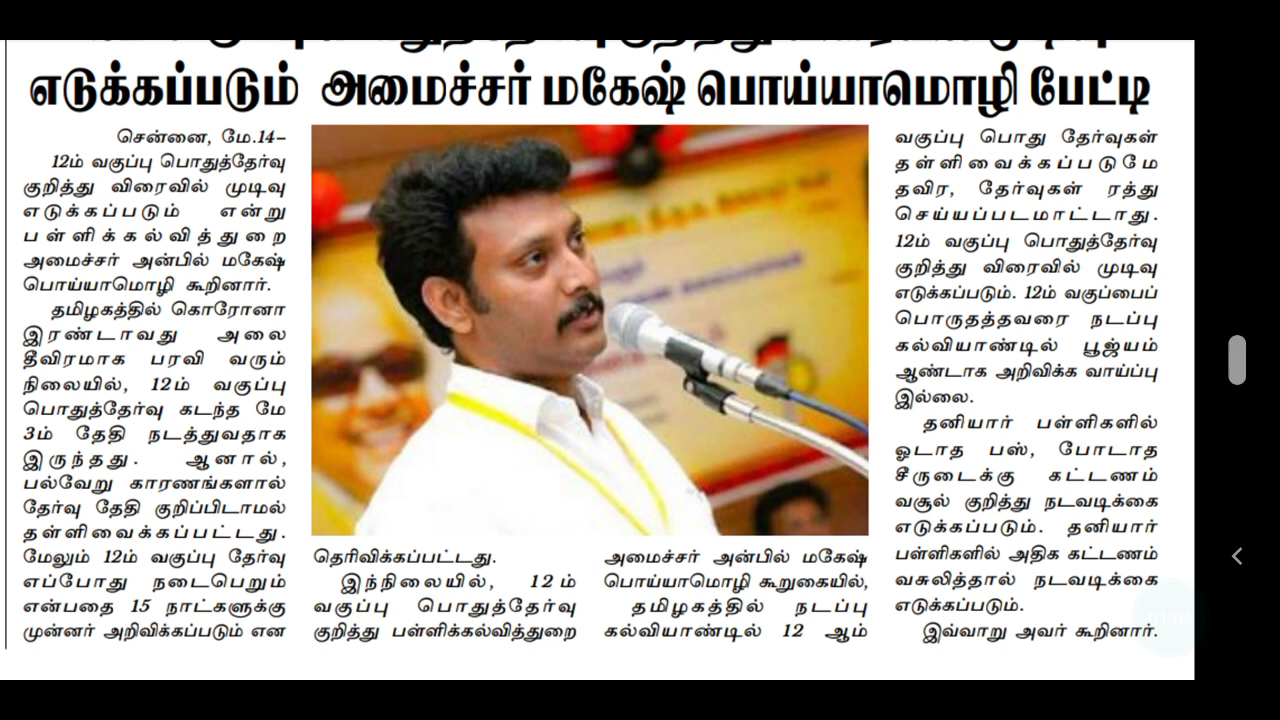 எடுக்கப்படும் அமைச்சர் மகேஷ் பொய்யாமொழி பேட்டி
சென்னை, மே.14–
12ம் வகுப்பு பொதுத்தேர்வு
குறித்து விரைவில் முடிவு
எடுக்கப்படும் என்று
பள்ளிக்கல்வித்துறை
அமைச்சர் அன்பில் மகேஷ்
பொய்யாமொழி கூறினார்.
தமிழகத்தில் கொரோனா
இரண்டாவது அலை
தீவிரமாக பரவி வரும்
நிலையில், 12ம் வகுப்பு
பொதுத்தேர்வு கடந்த மே
3ம் தேதி நடத்துவதாக
இருந்தது. ஆனால்,
பல்வேறு காரணங்களால்
தேர்வு தேதி குறிப்பிடாமல்
தள்ளிவைக்கப்பட்டது.
மேலும் 12ம் வகுப்பு தேர்வு
எப்போது நடைபெறும்
என்பதை 15 நாட்களுக்கு
முன்னர் அறிவிக்கப்படும் என
தெரிவிக்கப்பட்டது.
இந்நிலையில், 12ம்
வகுப்பு பொதுத்தேர்வு
குறித்து பள்ளிக்கல்வித்துறை
அமைச்சர் அன்பில் மகேஷ்
பொய்யாமொழி கூறுகையில்,
தமிழகத்தில் நடப்பு
கல்வியாண்டில் 12 ஆம்
வகுப்பு பொது தேர்வுகள்
தள்ளிவைக்கப்படுமே
தவிர, தேர்வுகள் ரத்து
செய்யப்படமாட்டாது.
12ம் வகுப்பு பொதுத்தேர்வு
குறித்து விரைவில் முடிவு
எடுக்கப்படும். 12ம் வகுப்பைப்
பொருதத்தவரை நடப்பு
கல்வியாண்டில் பூஜ்யம்
ஆண்டாக அறிவிக்க வாய்ப்பு
இல்லை.
தனியார் பள்ளிகளில்
ஓடாத பஸ், போடாத
சீருடைக்கு கட்டணம்
வசூல் குறித்து நடவடிக்கை
எடுக்கப்படும். தனியார்
பள்ளிகளில் அதிக கட்டணம்
வசுலித்தால் நடவடிக்கை
எடுக்கப்படும்.
இவ்வாறு அவர் கூறினார்.